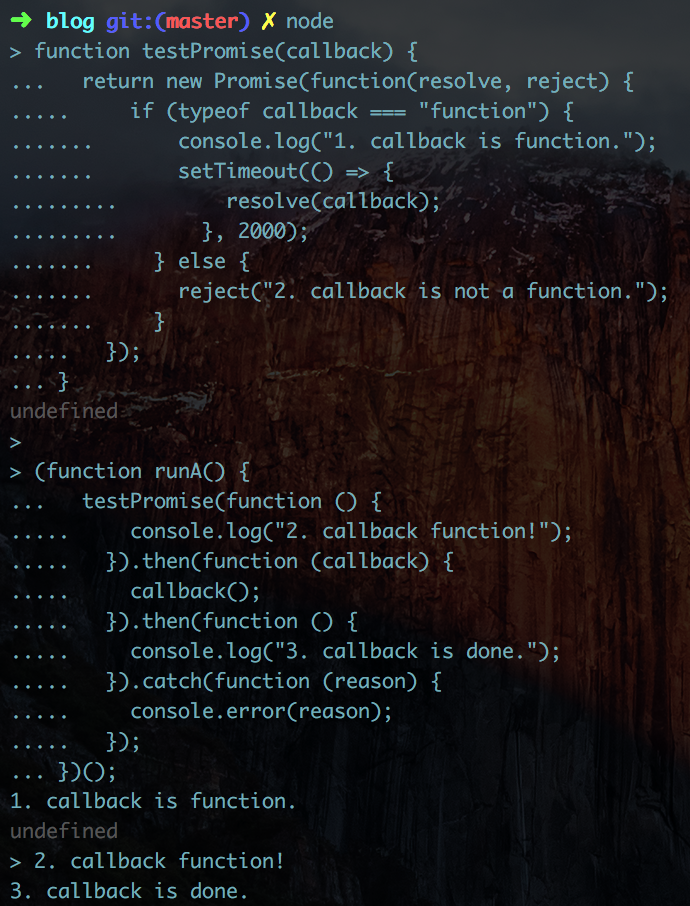 ➜ blog git:(master) ✗ node
> function testPromise(callback) {
...   return new Promise(function(resolve, reject) {
.....     if (typeof callback === "function") {
.......       console.log("1. callback is function.");
.......       setTimeout(() => {
.........         resolve(callback);
.........       }, 2000);
.......     } else {
.......       reject("2. callback is not a function.");
.......     }
.....   });
... }
undefined
>
> (function runA() {
...   testPromise(function () {
.....     console.log("2. callback function!");
.....   }).then(function (callback) {
.....     callback();
.....   }).then(function () {
.....     console.log("3. callback is done.");
.....   }).catch(function (reason) {
.....     console.error(reason);
.....   });
... })();
1. callback is function.
undefined
> 2. callback function!
3. callback is done.